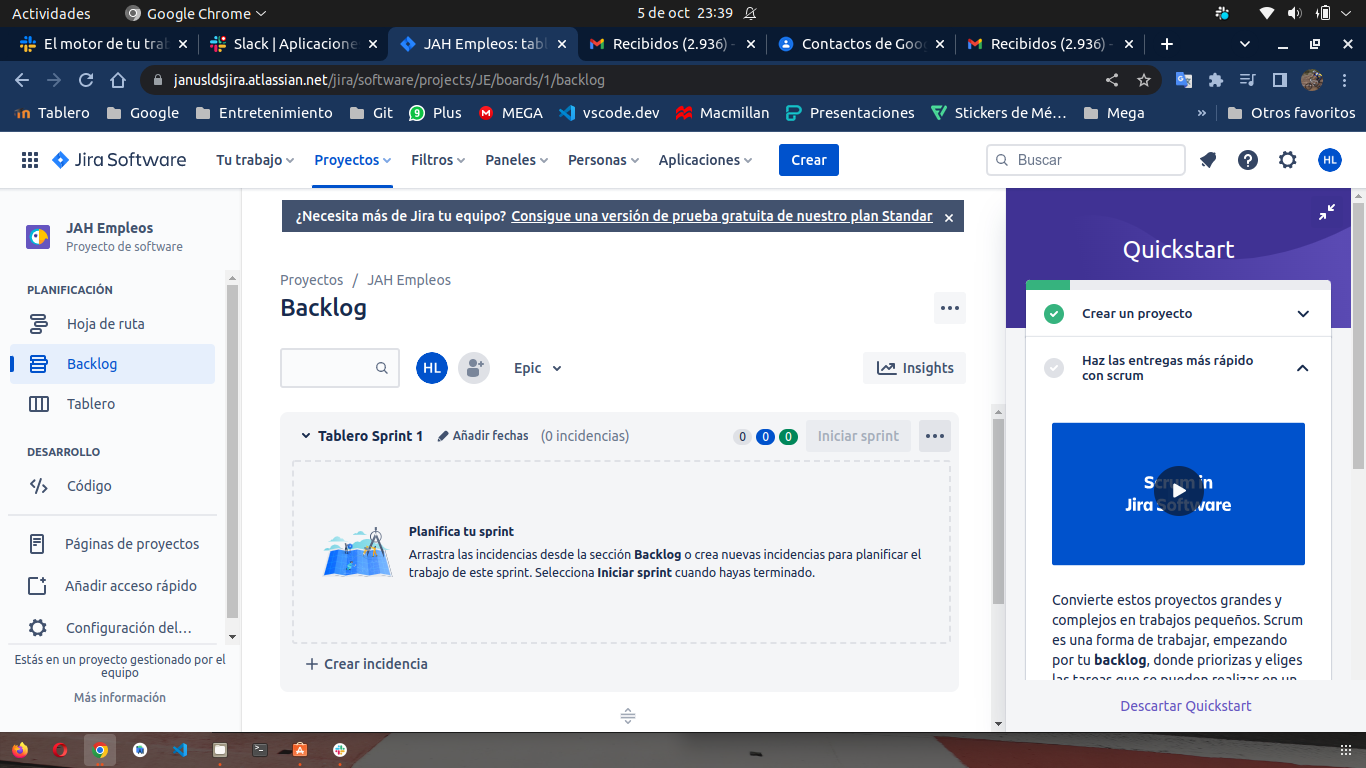 Actividades
Google Chrome
5 de oct 23:39
El motor de tu tra
Slack | Aplicacione
JAH Empleos: tabl
Recibidos (2.936) -
Contactos de Goo
Recibidos (2.936) -
janusldsjira.atlassian.net/jira/software/projects/JE/boards/1/backlog
Tablero
Google
Entretenimiento
Git
9 Plus
MEGA
vscode.dev
Macmillan
Presentaciones
Stickers de Mé…
Mega
»
Otros favoritos
Jira Software
Tu trabajo
Proyectos
Filtros
Paneles
Personas
Aplicaciones
Crear
Buscar
HL
JAH Empleos
Proyecto de software
PLANIFICACIÓN
Hoja de ruta
Backlog
Tablero
DESARROLLO
Código
Páginas de proyectos
Añadir acceso rápido
Configuración del…
Estás en un proyecto gestionado por el
equipo
Más información
¿Necesita más de Jira tu equipo? Consigue una versión de prueba gratuita de nuestro plan Standar
Proyectos / JAH Empleos
Backlog
HL
Epic
Insights
Tablero Sprint 1
Añadir fechas
(0 incidencias)
0 0 0
Iniciar sprint
Planifica tu sprint
Arrastra las incidencias desde la sección Backlog o crea nuevas incidencias para planificar el
trabajo de este sprint. Selecciona Iniciar sprint cuando hayas terminado.
+ Crear incidencia
Quickstart
Crear un proyecto
Haz las entregas más rápido
con scrum
Scrum in
Jira Software
Convierte estos proyectos grandes y
complejos en trabajos pequeños. Scrum
es una forma de trabajar, empezando
por tu backlog, donde priorizas y eliges
las tareas que se pueden realizar en un
Descartar Quickstart